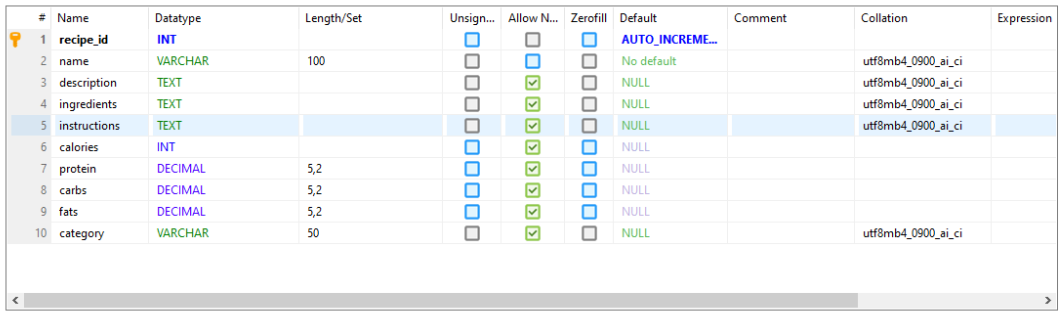 # Name Datatype Length/Set Unsign... Allow N... Zerofill Default Comment Collation Expression
1 recipe_id INT AUTO_INCREME...
2 name VARCHAR 100 No default utf8mb4_0900_ai_ci
3 description TEXT NULL utf8mb4_0900_ai_ci
4 ingredients TEXT NULL utf8mb4_0900_ai_ci
5 instructions TEXT NULL utf8mb4_0900_ai_ci
6 calories INT NULL
7 protein DECIMAL 5,2 NULL
8 carbs DECIMAL 5,2 NULL
9 fats DECIMAL 5,2 NULL
10 category VARCHAR 50 NULL utf8mb4_0900_ai_ci